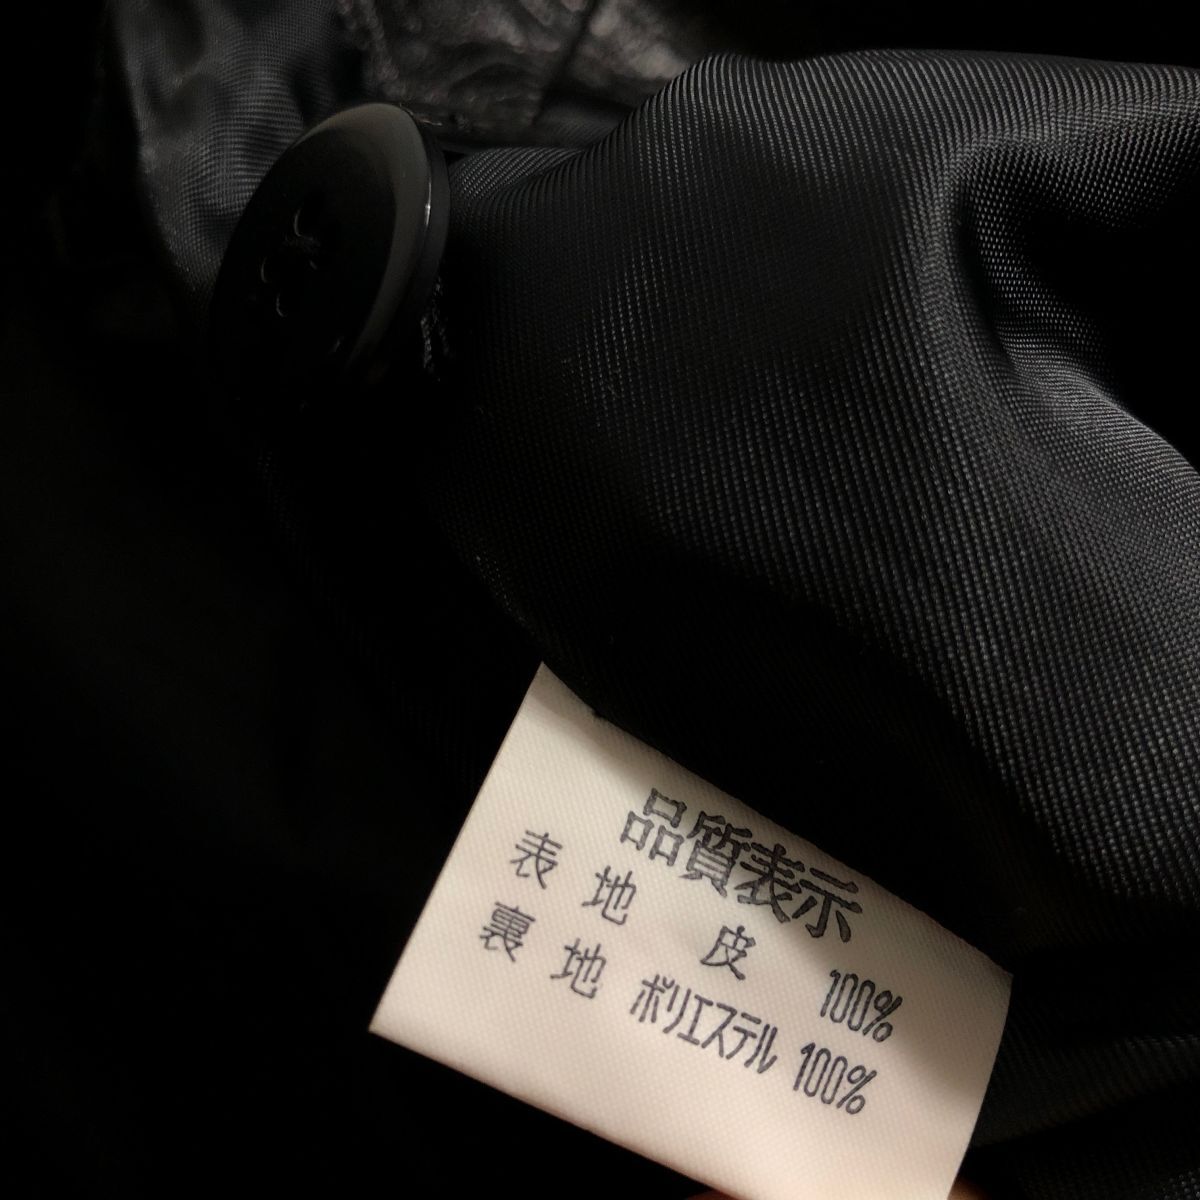 品質表示
表地 皮 100%
裏地 ポリエステル 100%